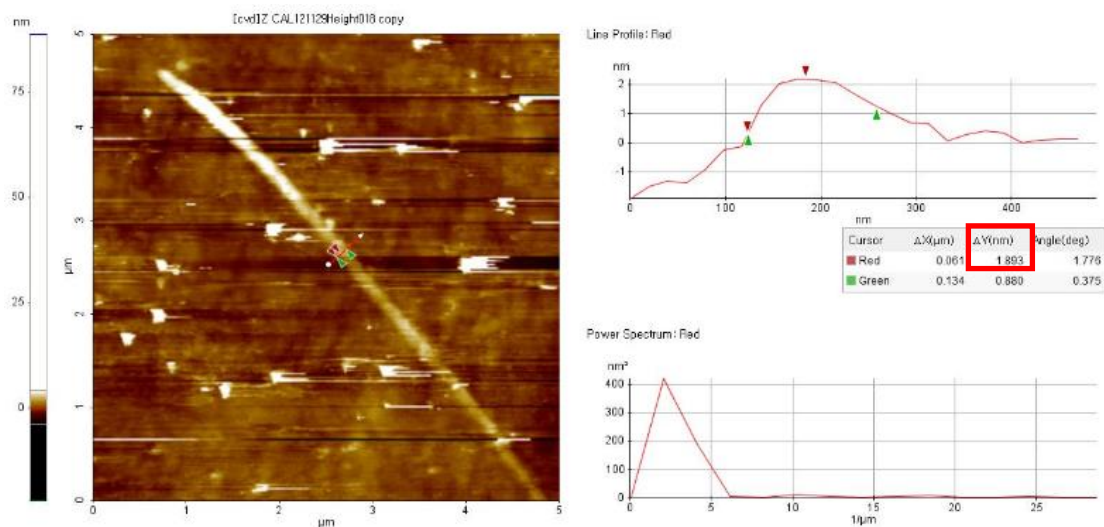 [cvd]Z CAL121129Height018 copy
nm
75
50
25
0
5
4
3
2
1
0
µm
0 1 2 3 4 5
µm
Line Profile: Red
nm
2
1
0
-1
0 100 200 300 400
nm
Cursor ΔX(µm) ΔY(nm) Angle(deg)
Red 0.061 1.893 1.776
Green 0.134 0.880 0.375
Power Spectrum: Red
nm²
400
300
200
100
0
0 5 10 15 20 25
1/µm